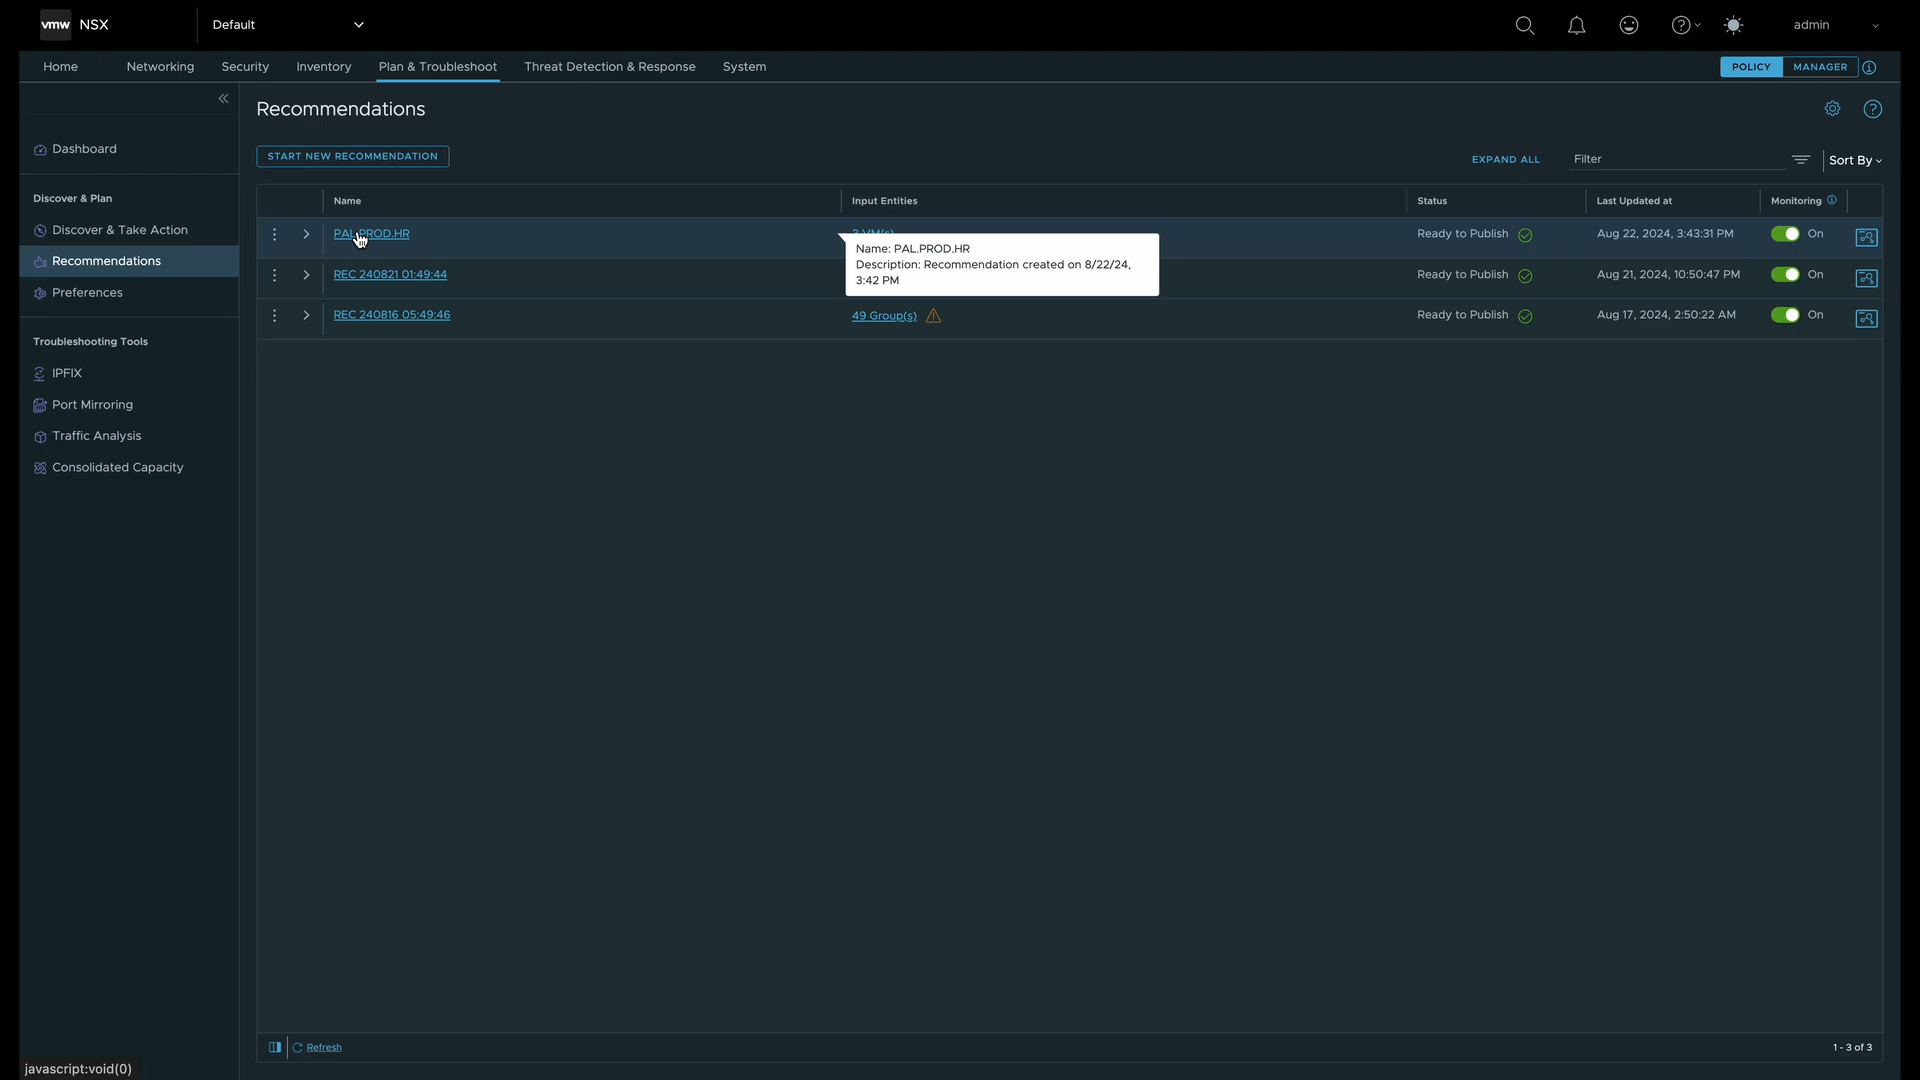 vmw NSX Default admin
Home Networking Security Inventory Plan & Troubleshoot Threat Detection & Response System POLICY MANAGER
Recommendations
START NEW RECOMMENDATION EXPAND ALL Filter Sort By
Dashboard
Discover & Plan
Discover & Take Action
Recommendations
Preferences
Troubleshooting Tools
IPFIX
Port Mirroring
Traffic Analysis
Consolidated Capacity
Name Input Entities Status Last Updated at Monitoring
PAL.PROD.HR VM(s) Ready to Publish Aug 22, 2024, 3:43:31 PM On
Name: PAL.PROD.HR
Description: Recommendation created on 8/22/24,
3:42 PM
REC 240821 01:49:44 Ready to Publish Aug 21, 2024, 10:50:47 PM On
REC 240816 05:49:46 49 Group(s) Ready to Publish Aug 17, 2024, 2:50:22 AM On
Refresh 1 - 3 of 3
javascript:void(0)